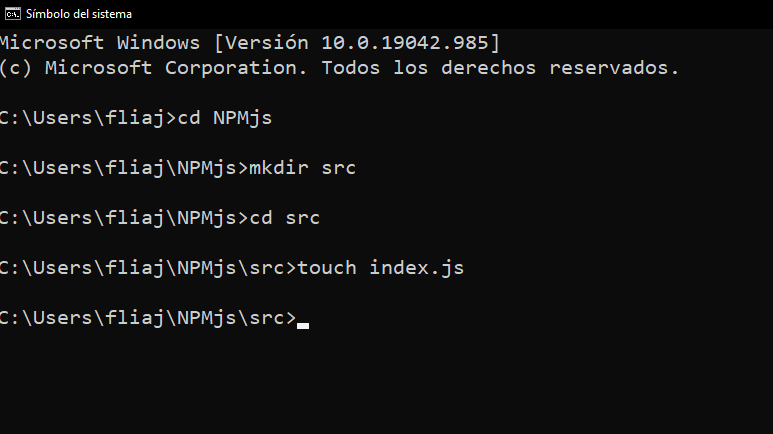 Símbolo del sistema
Microsoft Windows [Versión 10.0.19042.985]
(c) Microsoft Corporation. Todos los derechos reservados.
C:\Users\fliaj>cd NPMjs
C:\Users\fliaj\NPMjs>mkdir src
C:\Users\fliaj\NPMjs>cd src
C:\Users\fliaj\NPMjs\src>touch index.js
C:\Users\fliaj\NPMjs\src>